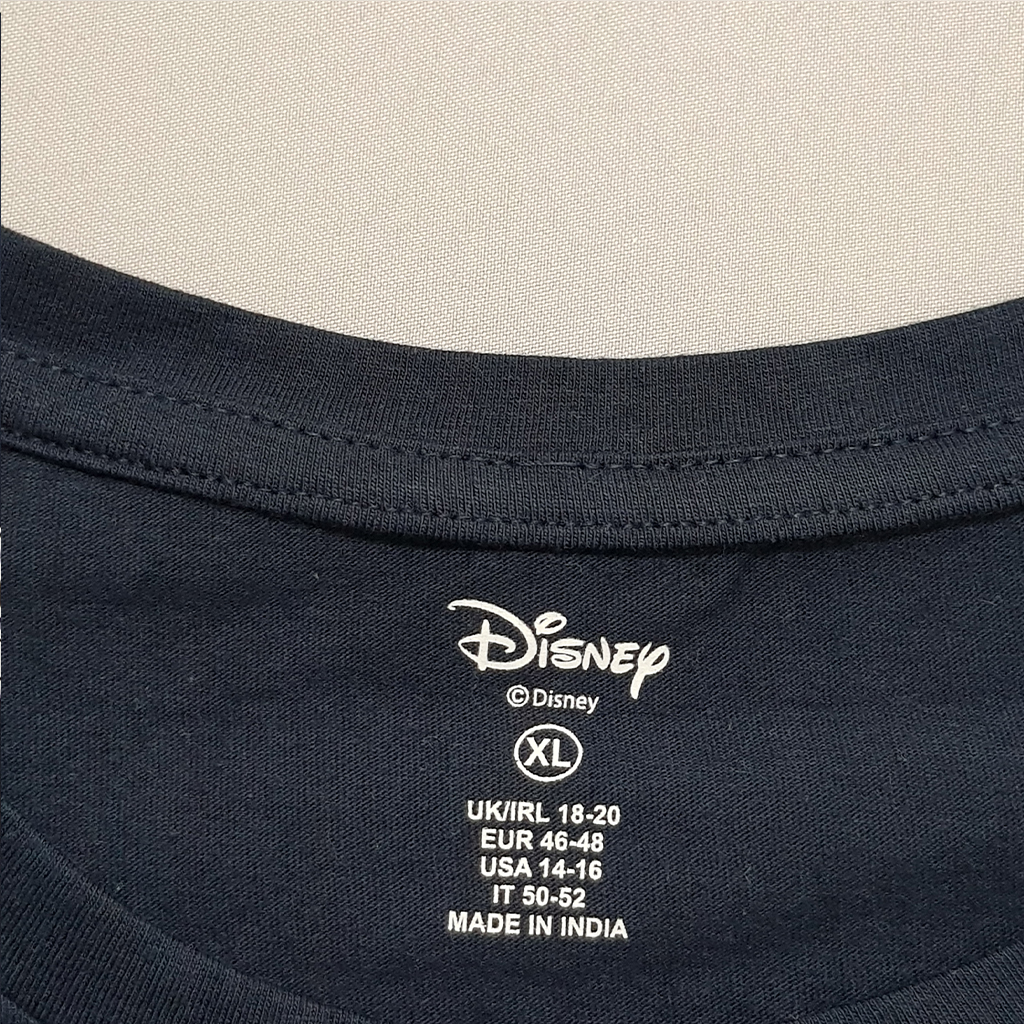 Disney
©Disney
XL
UK/IRL 18-20
EUR 46-48
USA 14-16
IT 50-52
MADE IN INDIA